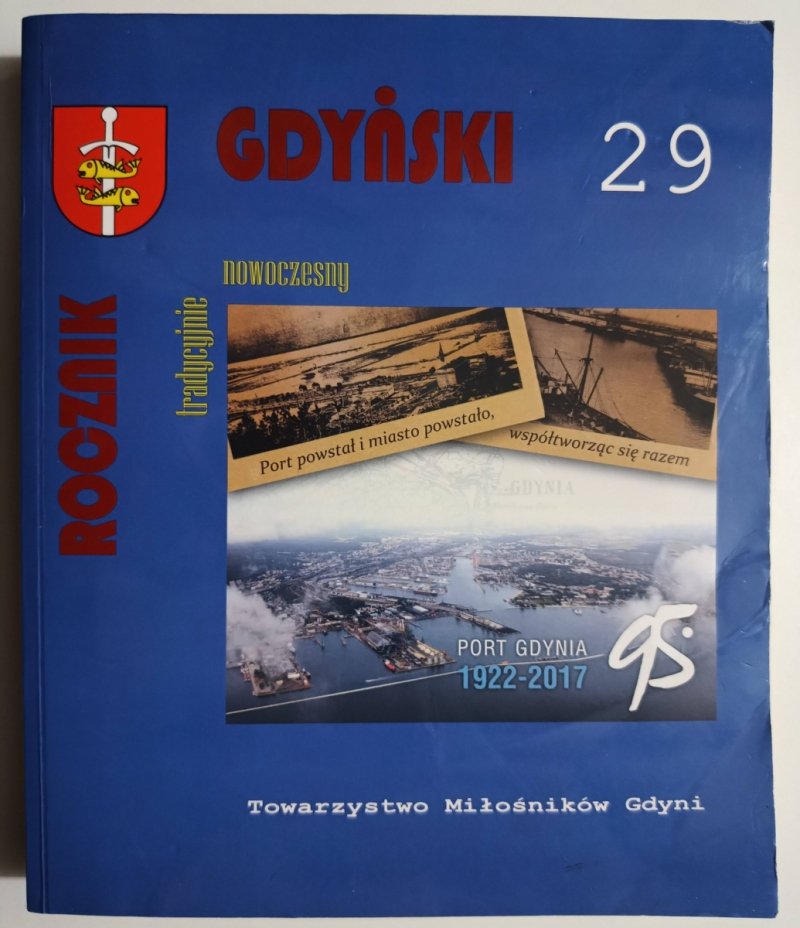 ROCZNIK
GDYŃSKI
29
tradycyjnie
nowoczesny
Port powstał i miasto powstało,
współtworząc się razem
GDYNIA
PORT GDYNIA
1922-2017
95
Towarzystwo Miłośników Gdyni